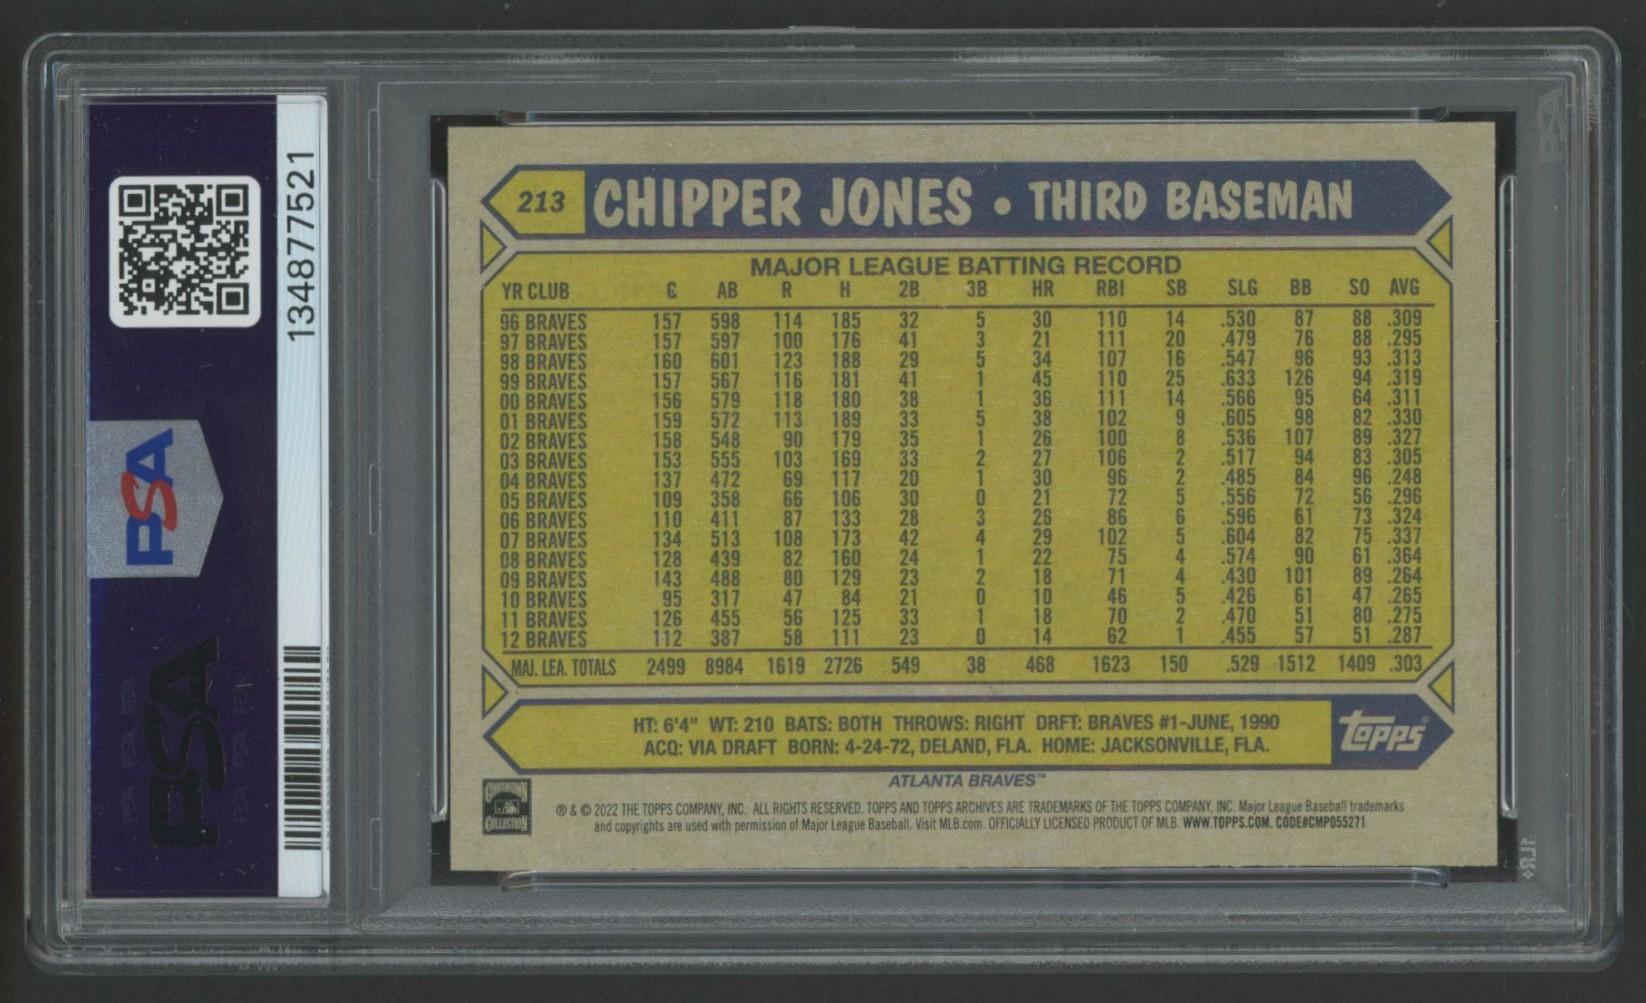 134877521
PSA
PSA
213 CHIPPER JONES • THIRD BASEMAN
MAJOR LEAGUE BATTING RECORD
YR CLUB G AB R H 2B 3B HR RBI SB SLG BB SO AVG
96 BRAVES 157 598 114 185 32 5 30 110 14 .530 87 88 .309
97 BRAVES 157 597 100 176 41 3 21 111 20 .479 76 88 .295
98 BRAVES 160 601 123 188 29 5 34 107 16 .547 96 93 .313
99 BRAVES 157 567 116 181 41 1 45 110 25 .633 126 94 .319
00 BRAVES 156 579 118 180 38 1 36 111 14 .566 95 64 .311
01 BRAVES 159 572 113 189 33 5 38 102 9 .605 98 82 .330
02 BRAVES 158 548 90 179 35 1 26 100 8 .536 107 89 .327
03 BRAVES 153 555 103 169 33 2 27 106 2 .517 94 83 .305
04 BRAVES 137 472 69 117 20 1 30 96 2 .485 84 96 .248
05 BRAVES 109 358 66 106 30 0 21 72 5 .556 72 56 .296
06 BRAVES 110 411 87 133 28 3 26 86 6 .596 61 73 .324
07 BRAVES 134 513 108 173 42 4 29 102 5 .604 82 75 .337
08 BRAVES 128 439 82 160 24 1 22 75 4 .574 90 61 .364
09 BRAVES 143 488 80 129 23 2 18 71 4 .430 101 89 .264
10 BRAVES 95 317 47 84 21 0 10 46 5 .426 61 47 .265
11 BRAVES 126 455 56 125 33 1 18 70 2 .470 51 80 .275
12 BRAVES 112 387 58 111 23 0 14 62 1 .455 57 51 .287
MAJ. LEA. TOTALS 2499 8984 1619 2726 549 38 468 1623 150 .529 1512 1409 .303
HT: 6'4" WT: 210 BATS: BOTH THROWS: RIGHT DRFT: BRAVES #1-JUNE, 1990
ACQ: VIA DRAFT BORN: 4-24-72, DELAND, FLA. HOME: JACKSONVILLE, FLA.
topps®
ATLANTA BRAVES™
COOPERSTOWN COLLECTION
® & © 2022 THE TOPPS COMPANY, INC. ALL RIGHTS RESERVED. TOPPS AND TOPPS ARCHIVES ARE TRADEMARKS OF THE TOPPS COMPANY, INC. Major League Baseball trademarks
and copyrights are used with permission of Major League Baseball. Visit MLB.com. OFFICIALLY LICENSED PRODUCT OF MLB. WWW.TOPPS.COM. CODE#CMP055271
PSA